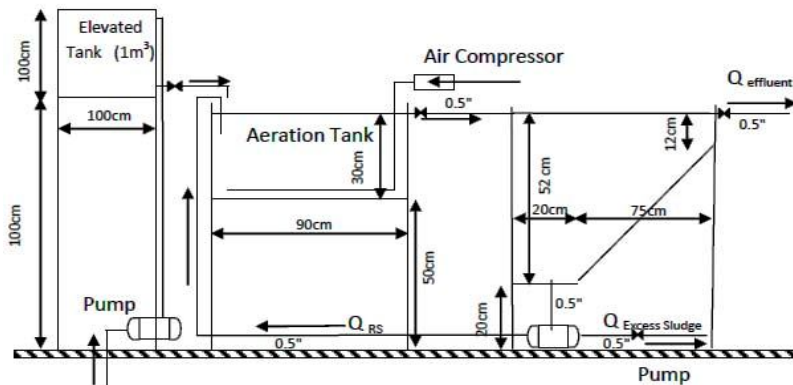 Elevated
Tank (1m³)
100cm
100cm
100cm
Pump
Air Compressor
0.5"
Aeration Tank
30cm
90cm
50cm
Q RS
0.5"
Q effluent
0.5"
12cm
52 cm
20cm
75cm
20cm
0.5"
Q Excess Sludge
0.5"
Pump